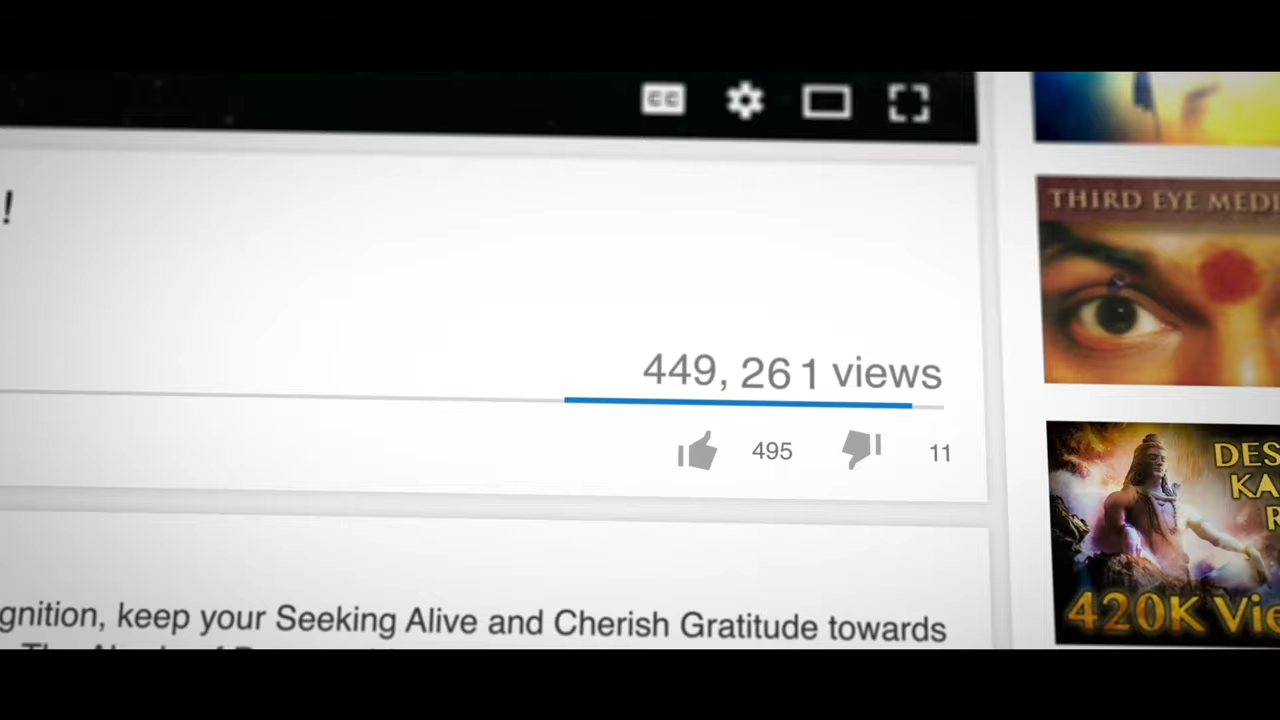 CC
!
THIRD EYE MEDI
449, 261 views
495 11
DES
KA
420K Vie
gnition, keep your Seeking Alive and Cherish Gratitude towards